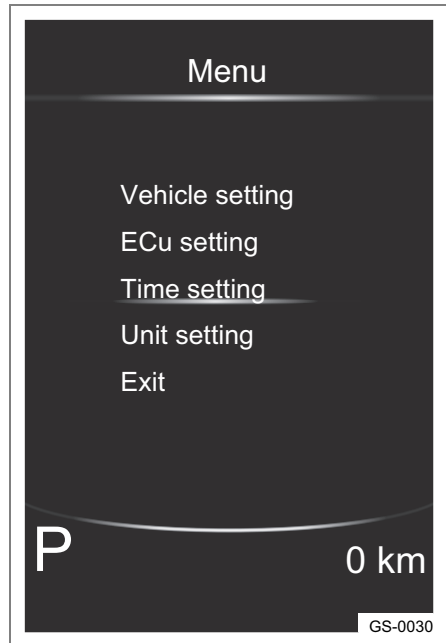 Menu
Vehicle setting
ECu setting
Time setting
Unit setting
Exit
P
0 km
GS-0030